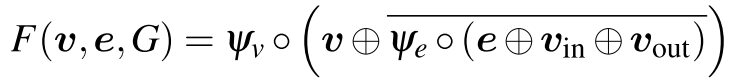 F(v, e, G) = ψ_v ∘ (v ⊕ \overline{ψ_e ∘ (e ⊕ v_in ⊕ v_out)})